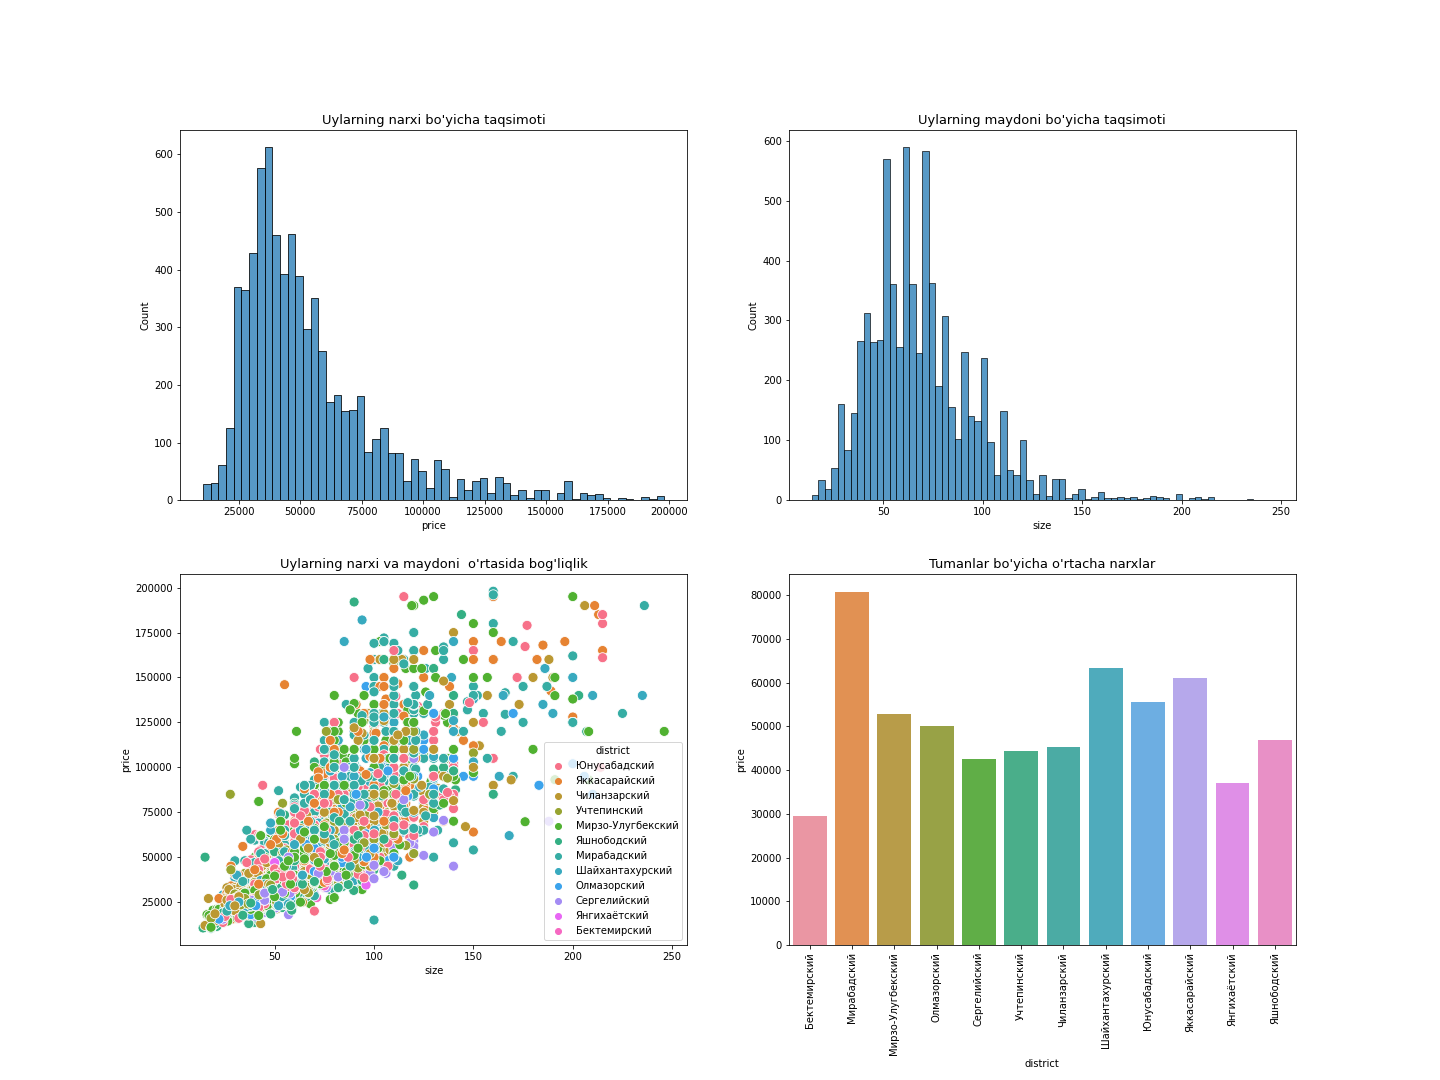 Uylarning narxi bo'yicha taqsimoti
600
500
400
300
200
100
0
Count
25000 50000 75000 100000 125000 150000 175000 200000
price
Uylarning maydoni bo'yicha taqsimoti
600
500
400
300
200
100
0
Count
50 100 150 200 250
size
Uylarning narxi va maydoni o'rtasida bog'liqlik
200000
175000
150000
125000
100000
75000
50000
25000
price
district
Юнусабадский
Яккасарайский
Чиланзарский
Учтепинский
Мирзо-Улугбекский
Яшнободский
Мирабадский
Шайхантахурский
Олмазорский
Сергелийский
Янгихаётский
Бектемирский
50 100 150 200 250
size
Tumanlar bo'yicha o'rtacha narxlar
80000
70000
60000
50000
40000
30000
20000
10000
0
price
Бектемирский
Мирабадский
Мирзо-Улугбекский
Олмазорский
Сергелийский
Учтепинский
Чиланзарский
Шайхантахурский
Юнусабадский
Яккасарайский
Янгихаётский
Яшнободский
district